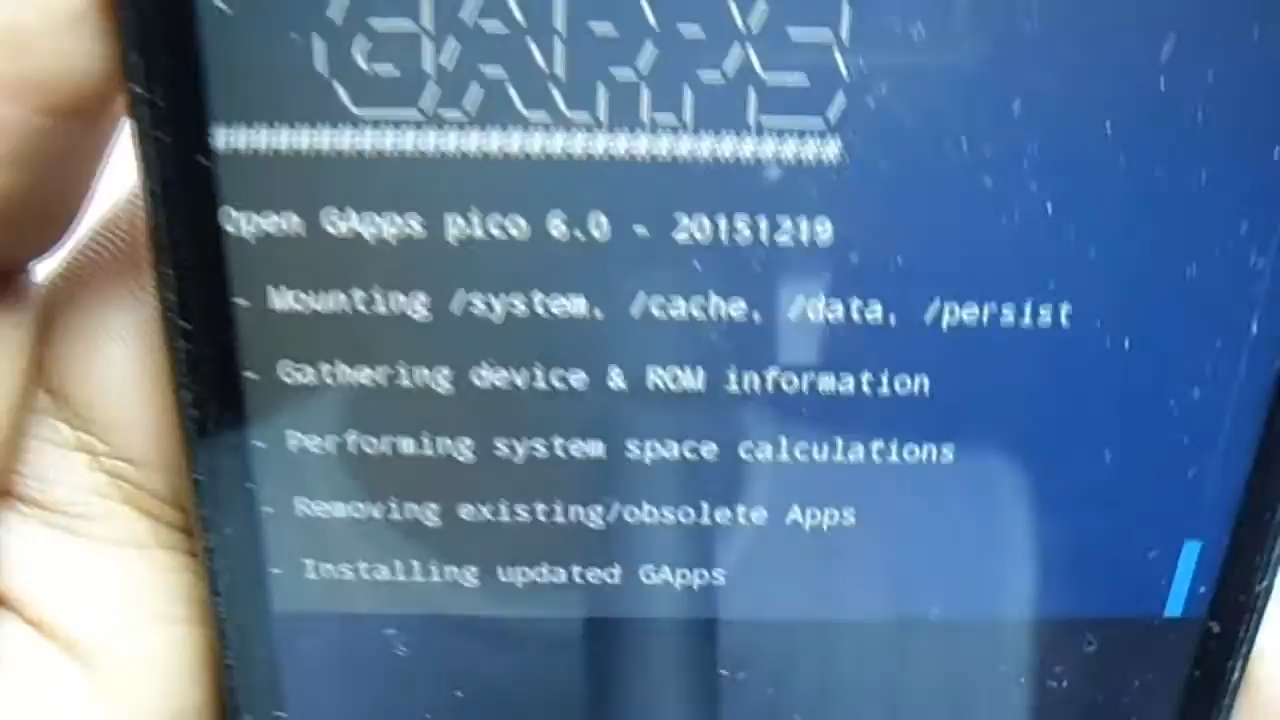 GAPPS
Open GApps pico 6.0 - 20151219
- Mounting /system, /cache, /data, /persist
- Gathering device & ROM information
- Performing system space calculations
- Removing existing/obsolete Apps
- Installing updated GApps